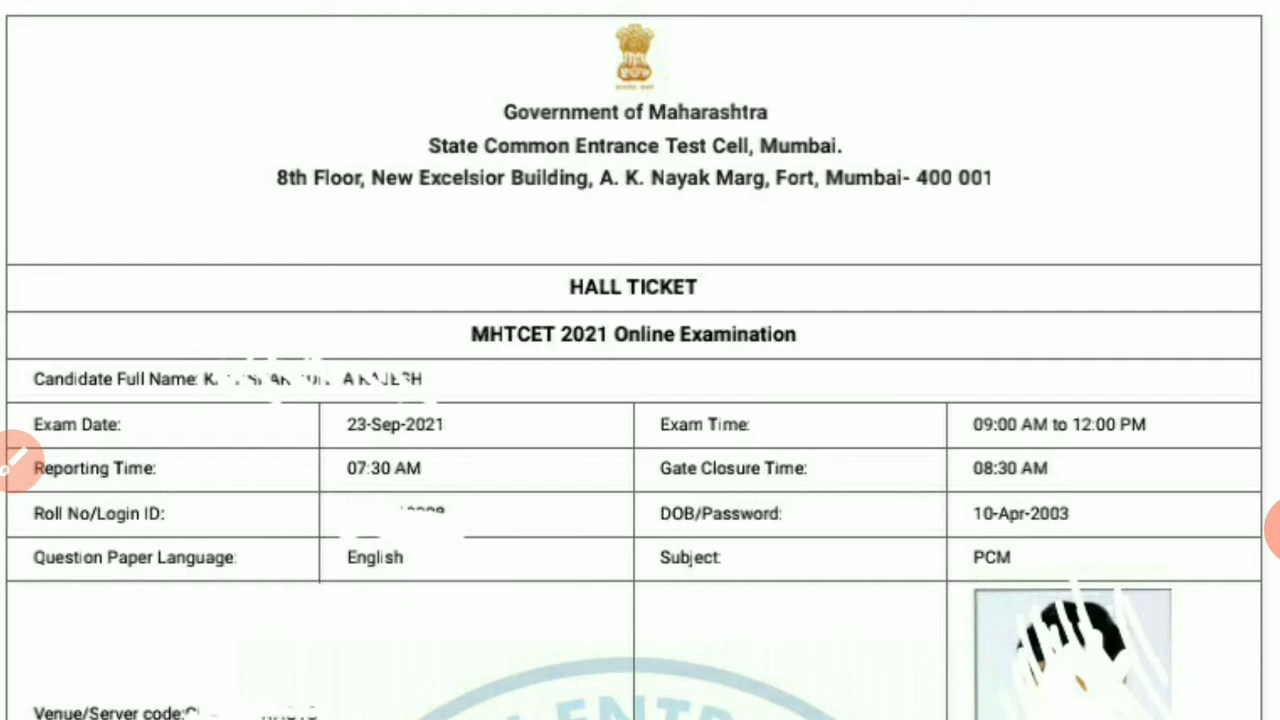 Government of Maharashtra
State Common Entrance Test Cell, Mumbai.
8th Floor, New Excelsior Building, A. K. Nayak Marg, Fort, Mumbai- 400 001
HALL TICKET
MHTCET 2021 Online Examination
Candidate Full Name:
Exam Date: 23-Sep-2021 Exam Time: 09:00 AM to 12:00 PM
Reporting Time: 07:30 AM Gate Closure Time: 08:30 AM
Roll No/Login ID: DOB/Password: 10-Apr-2003
Question Paper Language: English Subject: PCM
Venue/Server code: